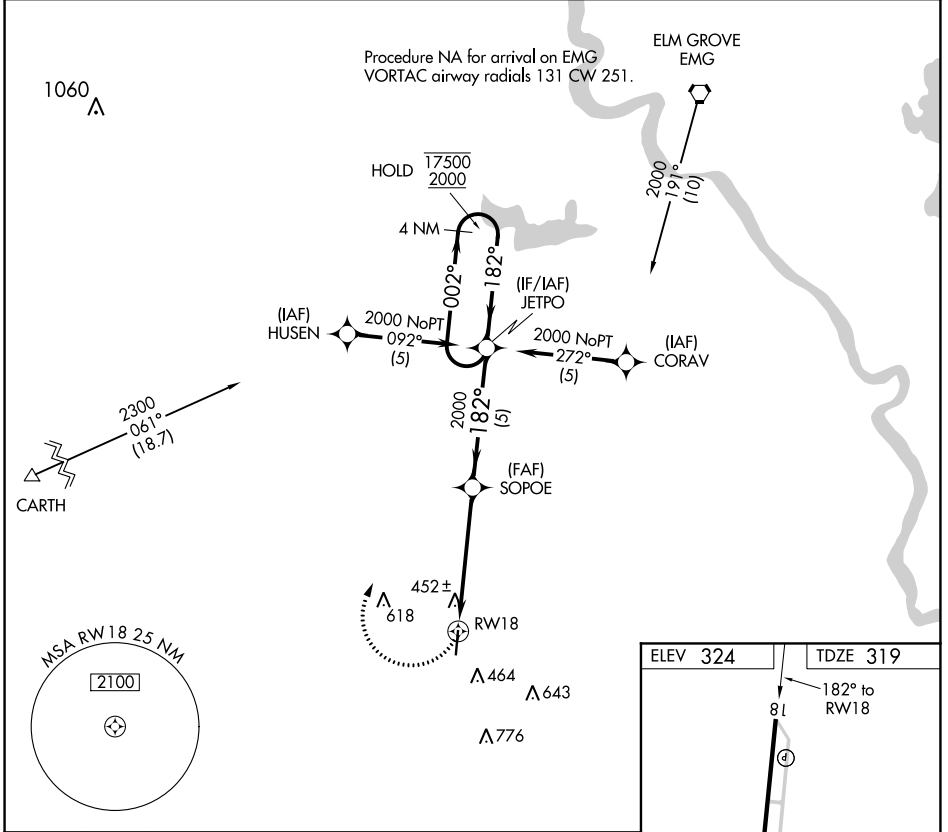 Procedure NA for arrival on EMG
VORTAC airway radials 131 CW 251.
ELM GROVE
EMG
1060
HOLD
17500
2000
4 NM
2000
191°
(10)
002°
182°
(IF/IAF)
JETPO
(IAF)
HUSEN
2000 NoPT
092°
(5)
2000 NoPT
272°
(5)
(IAF)
CORAV
2300
061°
(18.7)
CARTH
2000
182°
(5)
(FAF)
SOPOE
452±
618
RW18
MSA RW18 25 NM
2100
464
643
776
ELEV 324
TDZE 319
182° to
RW18
18
P